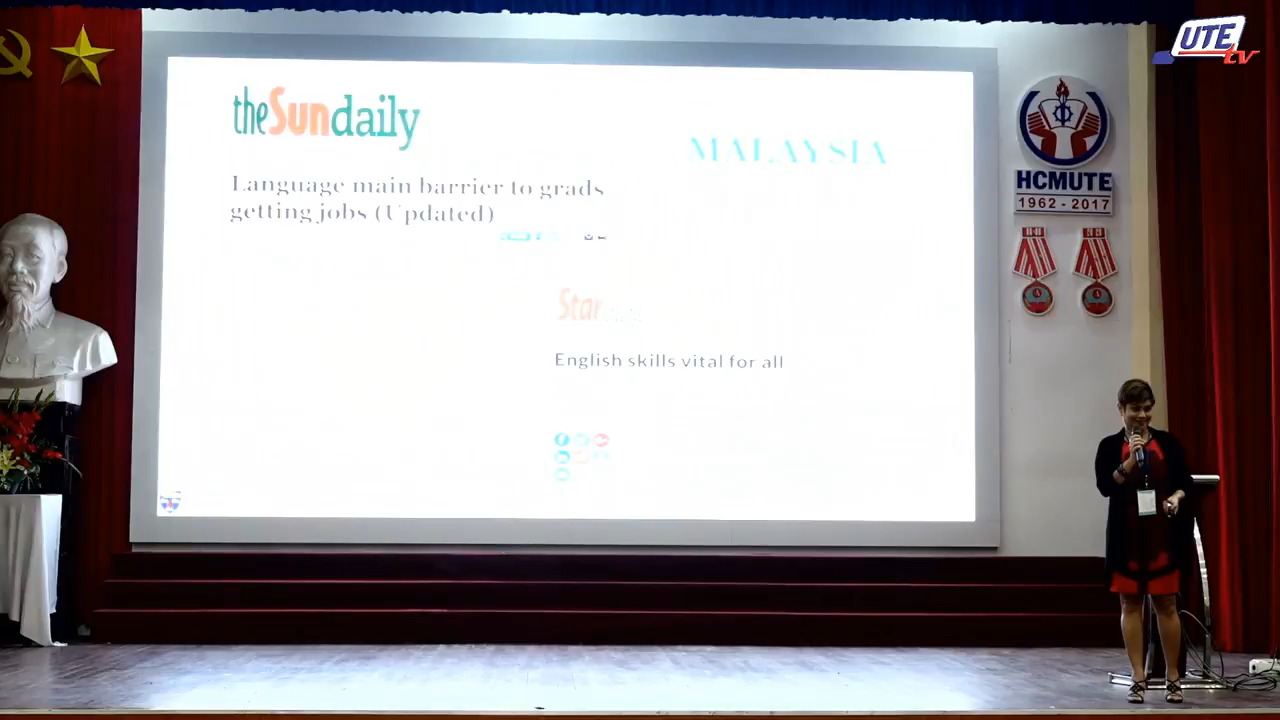 UTE
tv
theSundaily
MALAYSIA
Language main barrier to grads
getting jobs (Updated)
Star
English skills vital for all
HCMUTE
1962 - 2017